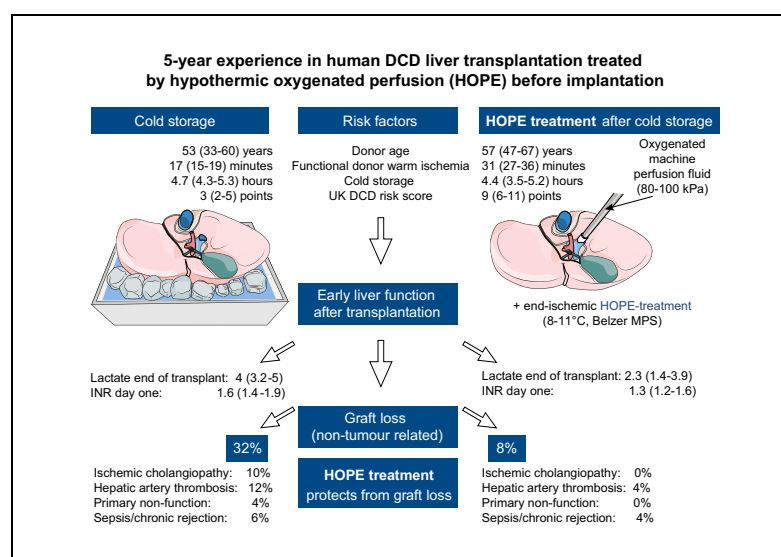 5-year experience in human DCD liver transplantation treated
by hypothermic oxygenated perfusion (HOPE) before implantation
Cold storage
Risk factors
HOPE treatment after cold storage
53 (33-60) years
17 (15-19) minutes
4.7 (4.3-5.3) hours
3 (2-5) points
Donor age
Functional donor warm ischemia
Cold storage
UK DCD risk score
57 (47-67) years
31 (27-36) minutes
4.4 (3.5-5.2) hours
9 (6-11) points
Oxygenated
machine
perfusion fluid
(80-100 kPa)
Early liver function
after transplantation
+ end-ischemic HOPE-treatment
(8-11°C, Belzer MPS)
Lactate end of transplant: 4 (3.2-5)
INR day one: 1.6 (1.4-1.9)
Lactate end of transplant: 2.3 (1.4-3.9)
INR day one: 1.3 (1.2-1.6)
Graft loss
(non-tumour related)
32%
8%
Ischemic cholangiopathy: 10%
Hepatic artery thrombosis: 12%
Primary non-function: 4%
Sepsis/chronic rejection: 6%
HOPE treatment
protects from graft loss
Ischemic cholangiopathy: 0%
Hepatic artery thrombosis: 4%
Primary non-function: 0%
Sepsis/chronic rejection: 4%